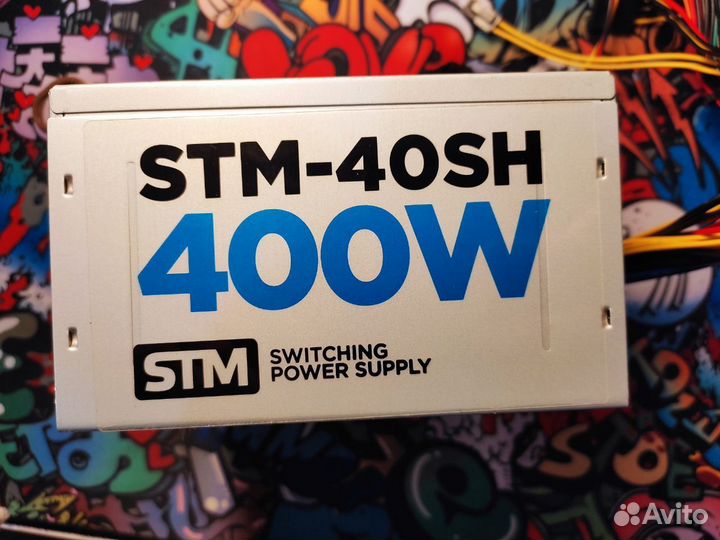 STM-40SH
400W
STM
SWITCHING
POWER SUPPLY
Avito